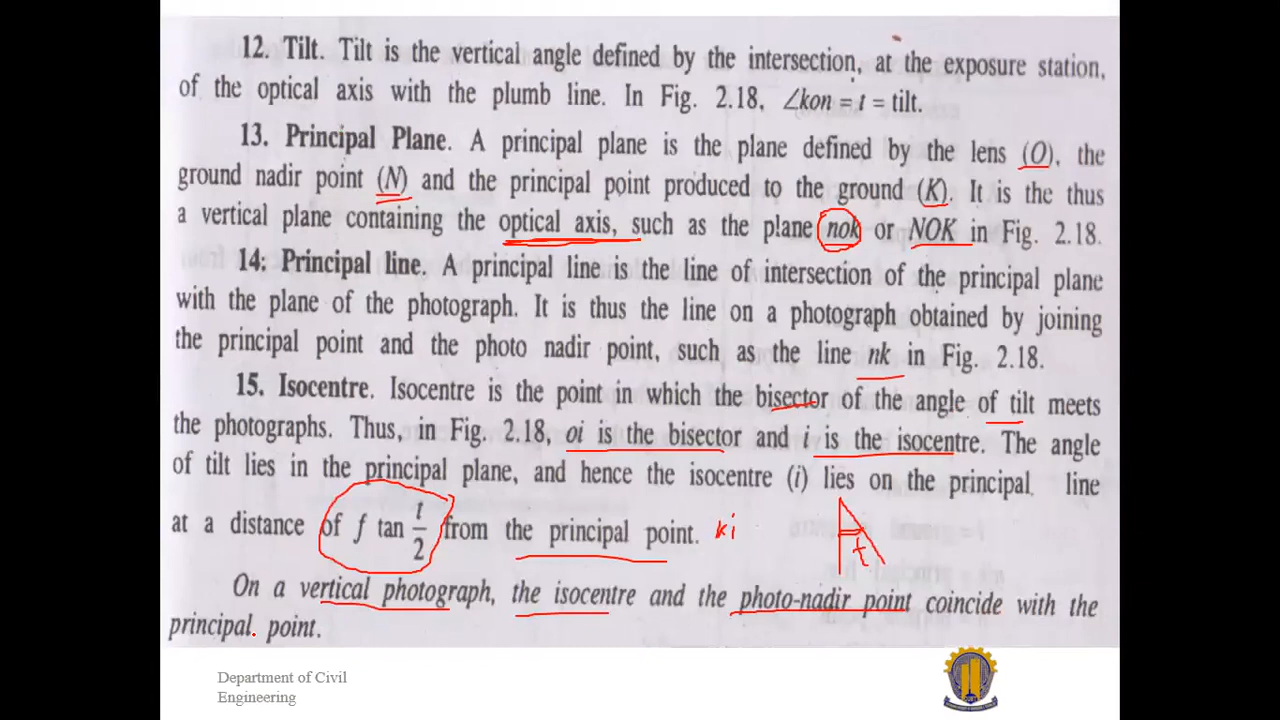 12. Tilt. Tilt is the vertical angle defined by the intersection, at the exposure station,
of the optical axis with the plumb line. In Fig. 2.18, ∠kon = t = tilt.
13. Principal Plane. A principal plane is the plane defined by the lens (O), the
ground nadir point (N) and the principal point produced to the ground (K). It is the thus
a vertical plane containing the optical axis, such as the plane nok or NOK in Fig. 2.18.
14. Principal line. A principal line is the line of intersection of the principal plane
with the plane of the photograph. It is thus the line on a photograph obtained by joining
the principal point and the photo nadir point, such as the line nk in Fig. 2.18.
15. Isocentre. Isocentre is the point in which the bisector of the angle of tilt meets
the photographs. Thus, in Fig. 2.18, oi is the bisector and i is the isocentre. The angle
of tilt lies in the principal plane, and hence the isocentre (i) lies on the principal line
at a distance of f tan t/2 from the principal point. Ki
t
On a vertical photograph, the isocentre and the photo-nadir point coincide with the
principal point.
Department of Civil
Engineering